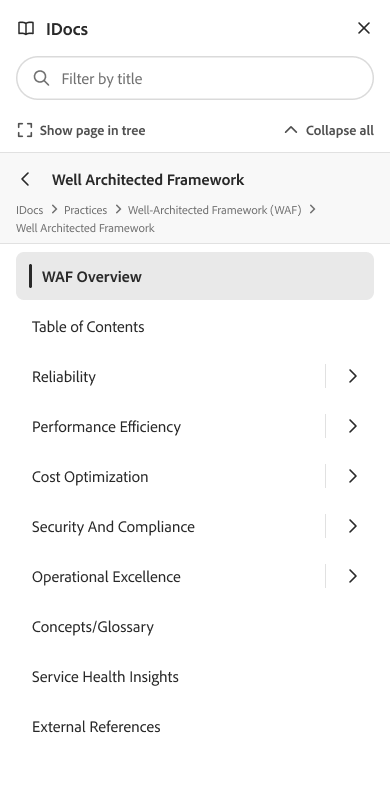 IDocs
Filter by title
Show page in tree
Collapse all
Well Architected Framework
IDocs > Practices > Well-Architected Framework (WAF) >
Well Architected Framework
WAF Overview
Table of Contents
Reliability
Performance Efficiency
Cost Optimization
Security And Compliance
Operational Excellence
Concepts/Glossary
Service Health Insights
External References